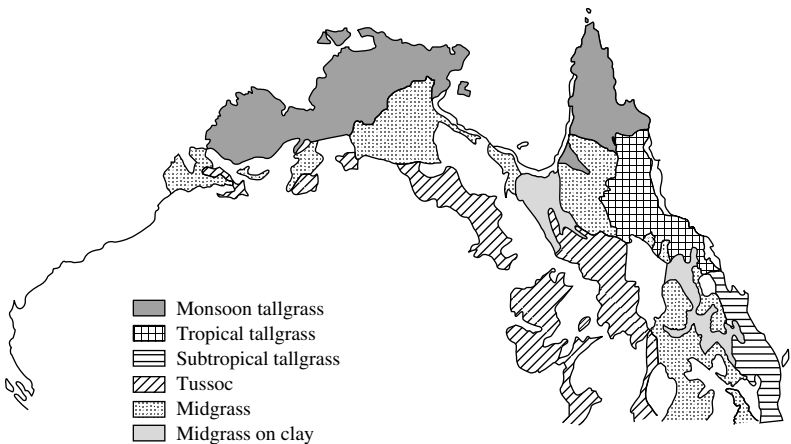 Monsoon tallgrass
Tropical tallgrass
Subtropical tallgrass
Tussoc
Midgrass
Midgrass on clay